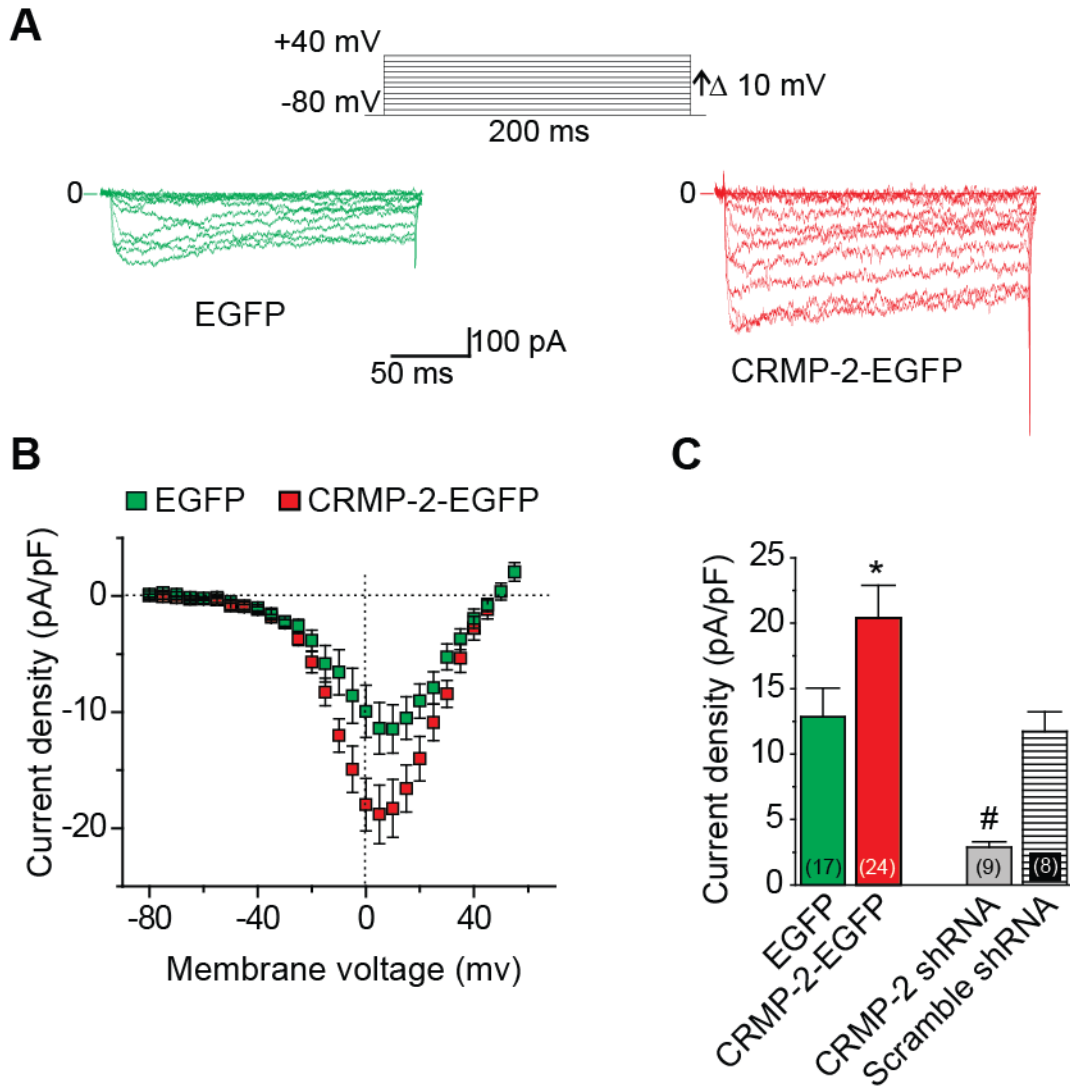 A
+40 mV
-80 mV
Δ 10 mV
200 ms
0
0
EGFP
100 pA
50 ms
CRMP-2-EGFP
B
EGFP CRMP-2-EGFP
Current density (pA/pF)
0
-10
-20
-80 -40 0 40
Membrane voltage (mv)
C
Current density (pA/pF)
25
20
15
10
5
0
*
#
(17) (24) (9) (8)
EGFP
CRMP-2-EGFP
CRMP-2 shRNA
Scramble shRNA